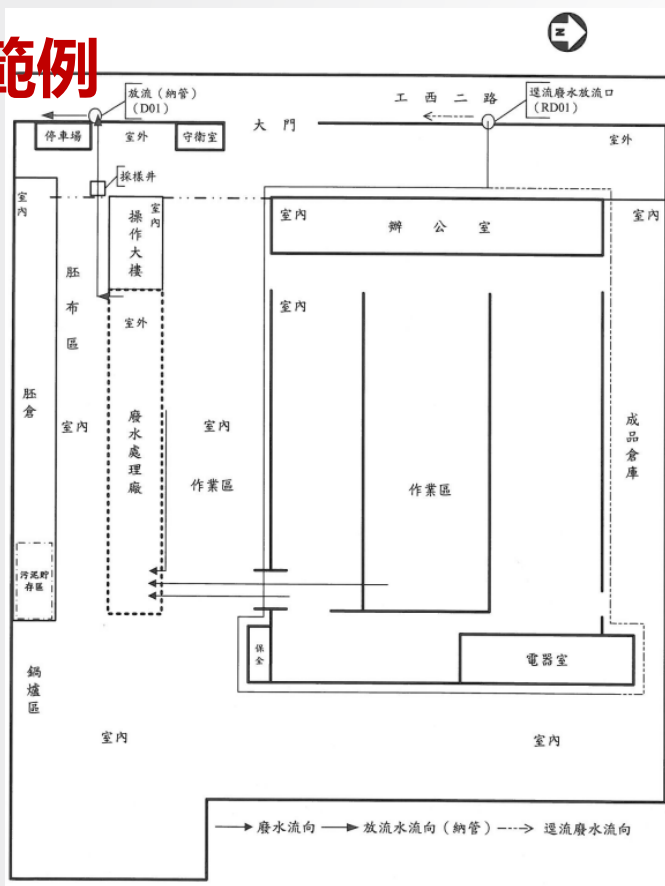 範例
N
放流（納管）
（D01）
工西二路
逕流廢水放流口
（RD01）
停車場
室外
守衛室
大門
室外
採樣井
室內
操作大樓
室內
室內
辦公室
室內
胚布區
室外
室內
胚倉
室內
廢水處理廠
室內
作業區
作業區
成品倉庫
污泥貯
存區
保全
電器室
鍋爐區
室內
室內
廢水流向
放流水流向（納管）
逕流廢水流向